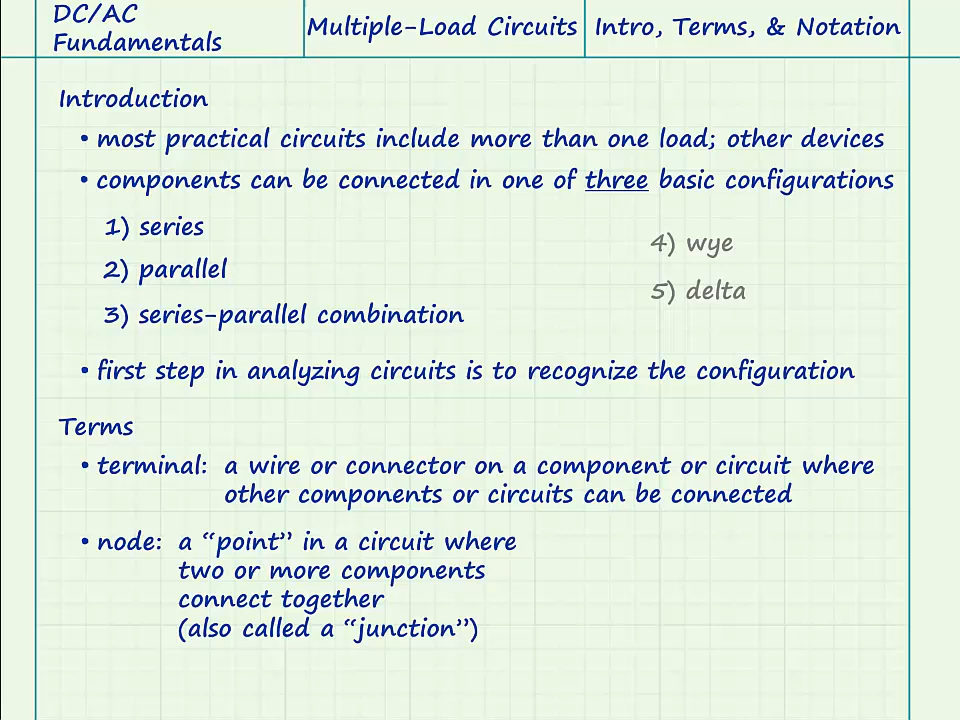 DC/AC
Fundamentals
Multiple-Load Circuits
Intro, Terms, & Notation
Introduction
• most practical circuits include more than one load; other devices
• components can be connected in one of three basic configurations
1) series
2) parallel
3) series-parallel combination
4) wye
5) delta
• first step in analyzing circuits is to recognize the configuration
Terms
• terminal: a wire or connector on a component or circuit where
other components or circuits can be connected
• node: a “point” in a circuit where
two or more components
connect together
(also called a “junction”)